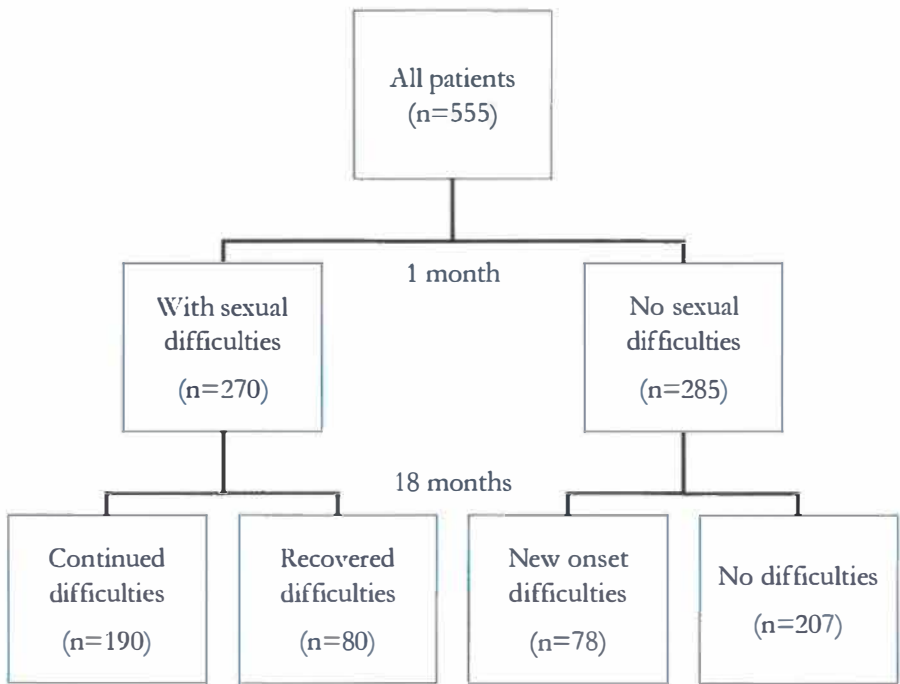 All patients
(n=555)
1 month
With sexual
difficulties
(n=270)
No sexual
difficulties
(n=285)
18 months
Continued
difficulties
(n=190)
Recovered
difficulties
(n=80)
New onset
difficulties
(n=78)
No difficulties
(n=207)